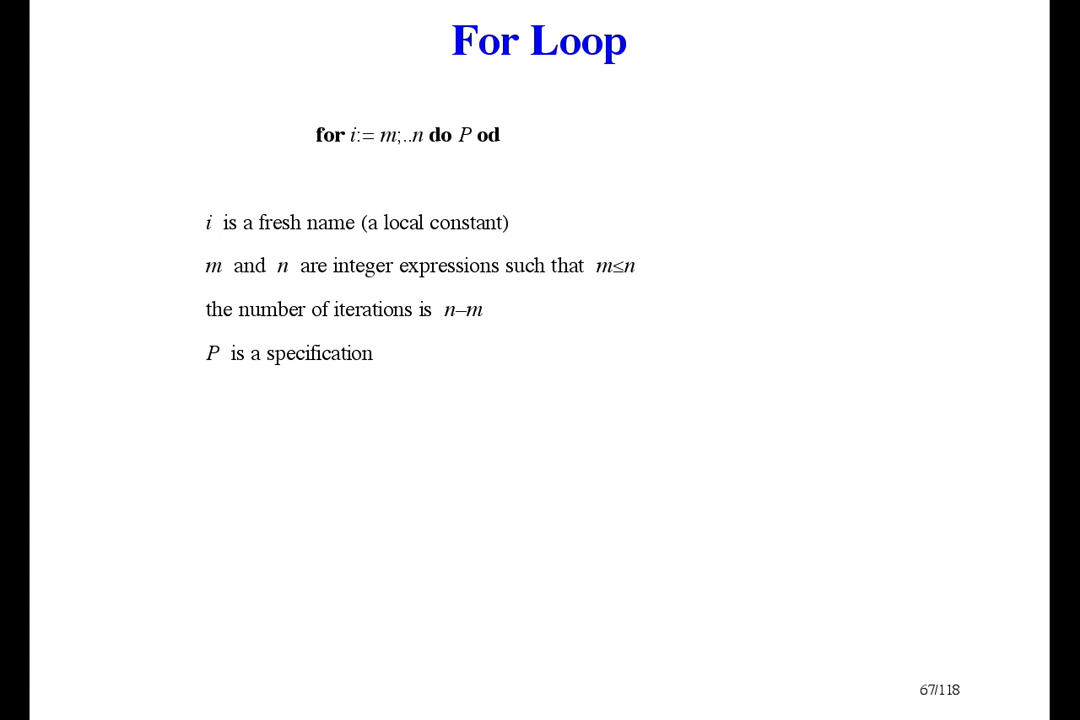 For Loop
for i:= m;..n do P od
i is a fresh name (a local constant)
m and n are integer expressions such that m≤n
the number of iterations is n–m
P is a specification
67/118